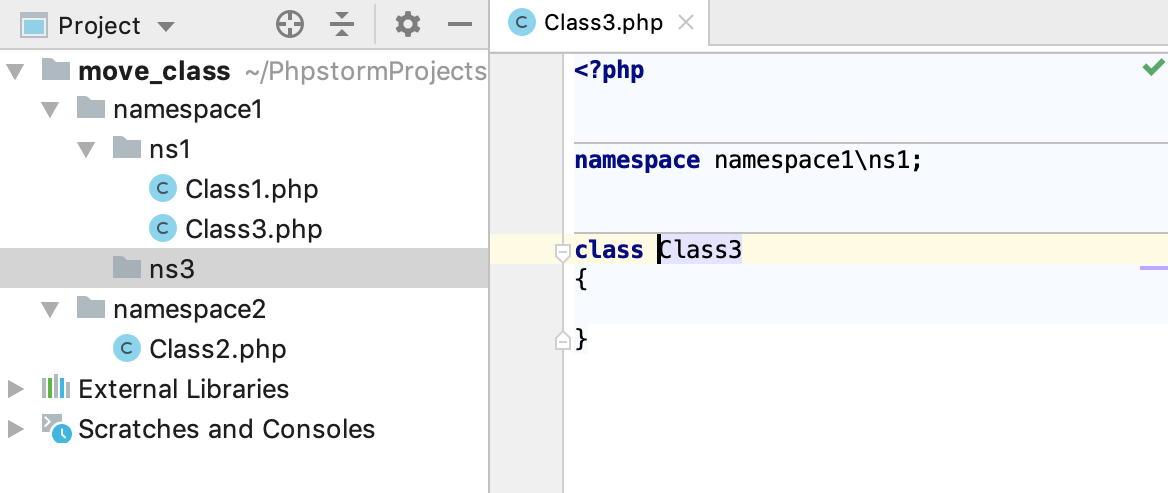 Project
move_class ~/PhpstormProjects
namespace1
ns1
C Class1.php
C Class3.php
ns3
namespace2
C Class2.php
External Libraries
Scratches and Consoles
C Class3.php
<?php
namespace namespace1\ns1;
class Class3
{
}